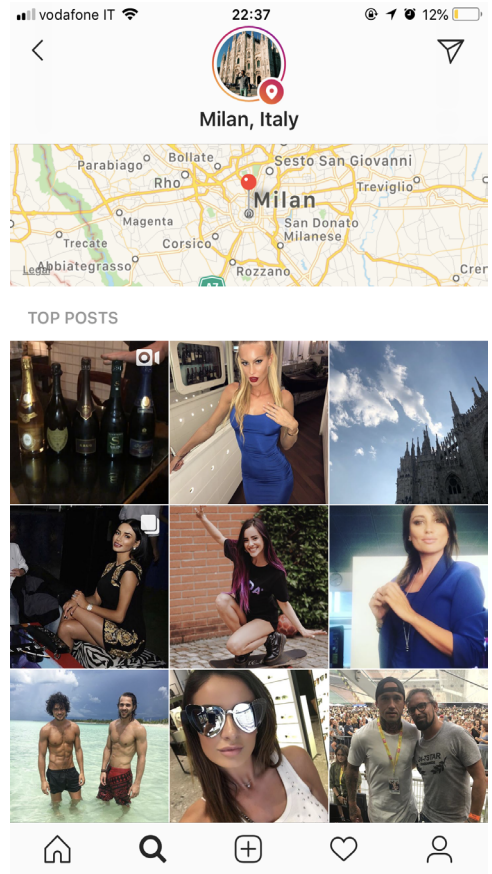 vodafone IT 22:37 12%
Milan, Italy
Parabiago
Bollate
Sesto San Giovanni
Rho
Treviglio
Milan
Magenta
San Donato
Milanese
Trecate
Corsico
Abbiategrasso
Legal
Rozzano
A7
TOP POSTS